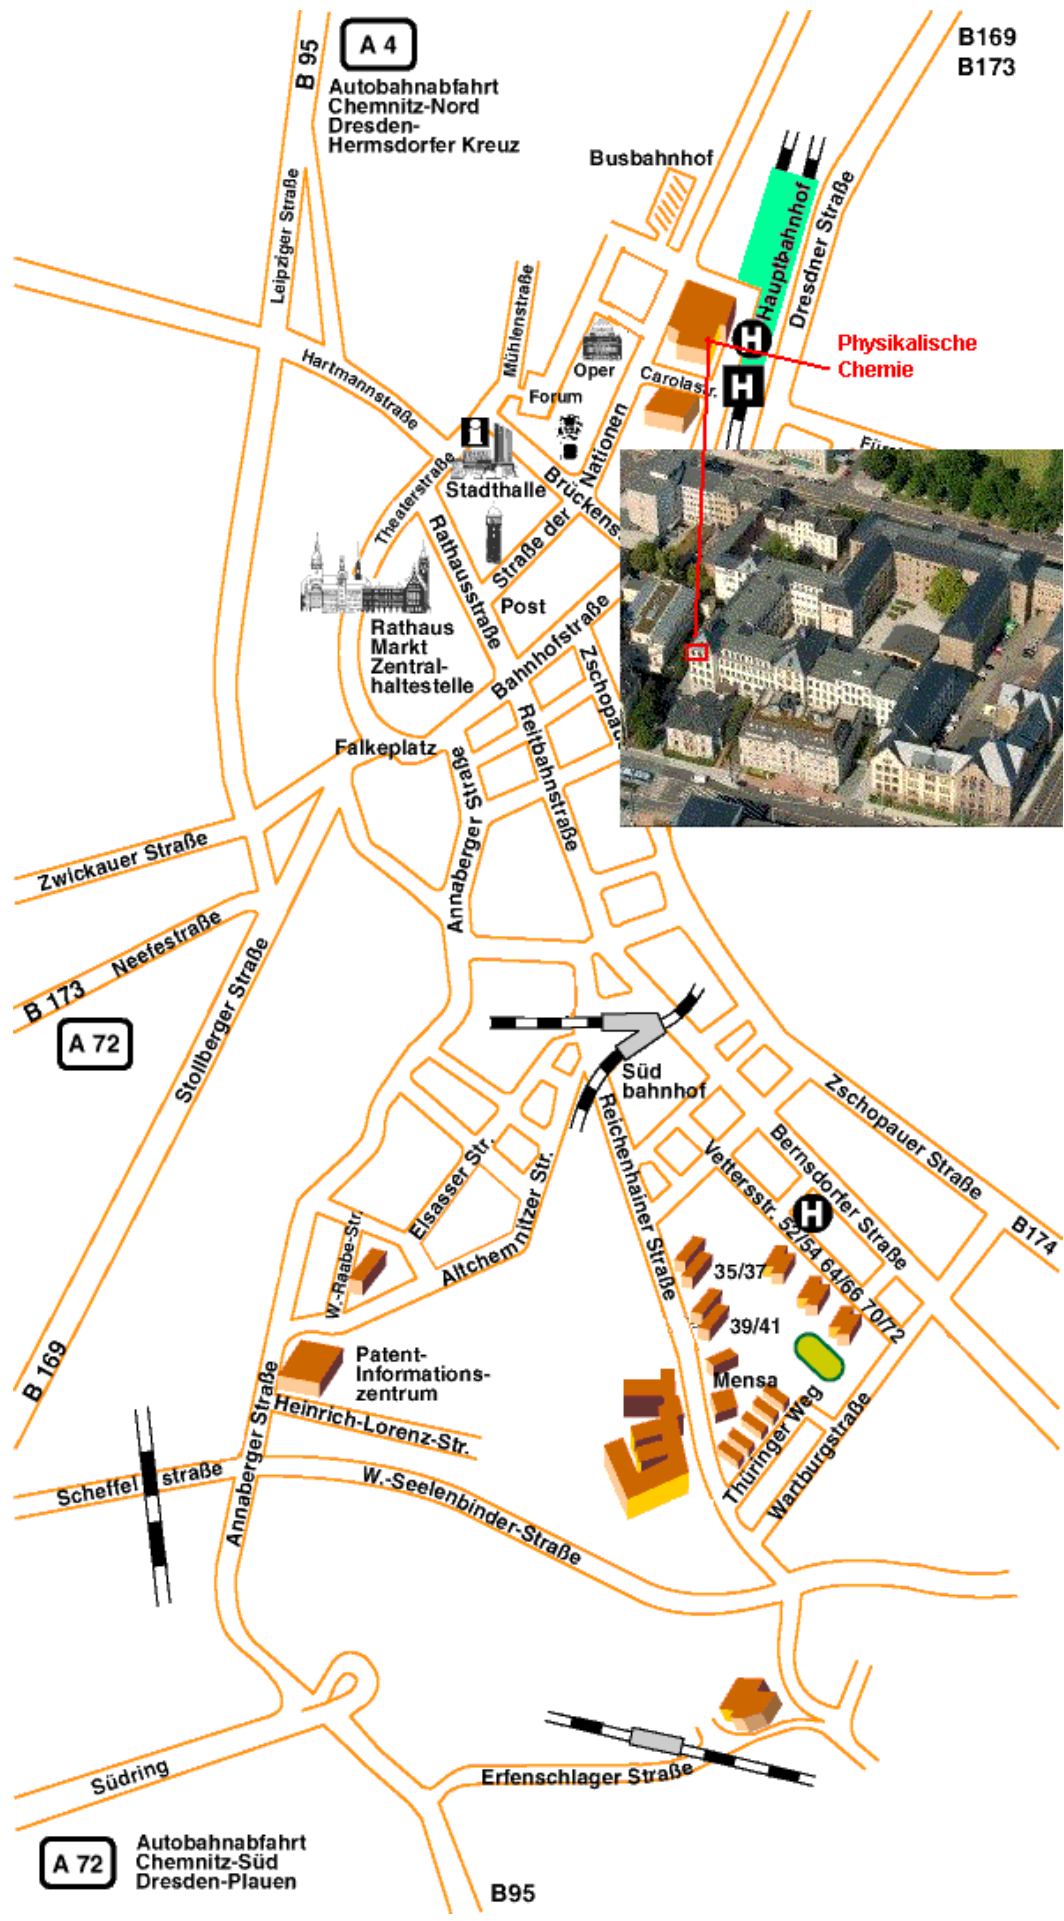 B 95
A 4
Autobahnabfahrt
Chemnitz-Nord
Dresden-
Hermsdorfer Kreuz
B169
B173
Busbahnhof
Hauptbahnhof
Dresdner Straße
Leipziger Straße
Mühlenstraße
Hartmannstraße
Oper
H
Physikalische
Chemie
Carolastr.
H
Forum
Nationen
i
Theaterstraße
Stadthalle
Brückens
Rathausstraße
Straße der
Post
Rathaus
Markt
Zentral-
haltestelle
Bahnhofstraße
Zschopau
Reitbahnstraße
Falkeplatz
Annaberger Straße
Zwickauer Straße
Neefestraße
B 173
A 72
Stollberger Straße
Süd
bahnhof
Zschopauer Straße
Reichenhainer Straße
Vettersstr. 52/54 64/66 70/72
Bernsdorfer Straße
H
B174
Elsasser Str.
Altchemnitzer Str.
W.-Raabe-Str.
35/37
39/41
Mensa
Thüringer Weg
Wartburgstraße
B 169
Patent-
Informations-
zentrum
Heinrich-Lorenz-Str.
Annaberger Straße
Scheffelstraße
W.-Seelenbinder-Straße
Südring
Erfenschlager Straße
A 72
Autobahnabfahrt
Chemnitz-Süd
Dresden-Plauen
B95